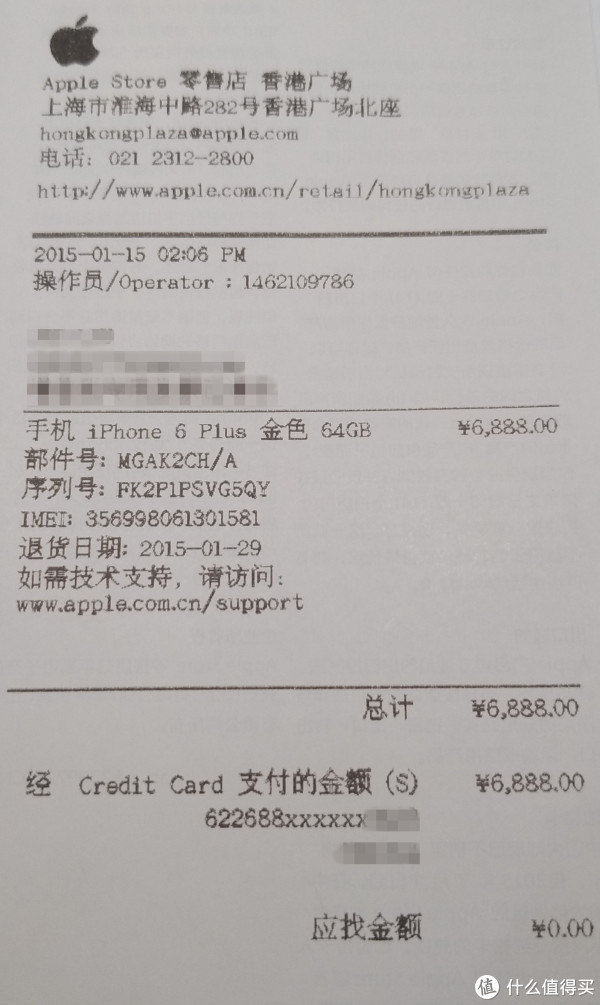 Apple Store 零售店 香港广场
上海市淮海中路282号香港广场北座
hongkongplaza@apple.com
电话: 021 2312-2800
http://www.apple.com.cn/retail/hongkongplaza
2015-01-15 02:06 PM
操作员/Operator : 1462109786
手机 iPhone 6 Plus 金色 64GB ¥6,888.00
部件号: MGAK2CH/A
序列号: FK2P1PSVG5QY
IMEI: 356998061301581
退货日期: 2015-01-29
如需技术支持, 请访问:
www.apple.com.cn/support
总计 ¥6,888.00
经 Credit Card 支付的金额 (S) ¥6,888.00
622688xxxxxx
应找金额 ¥0.00
值 什么值得买